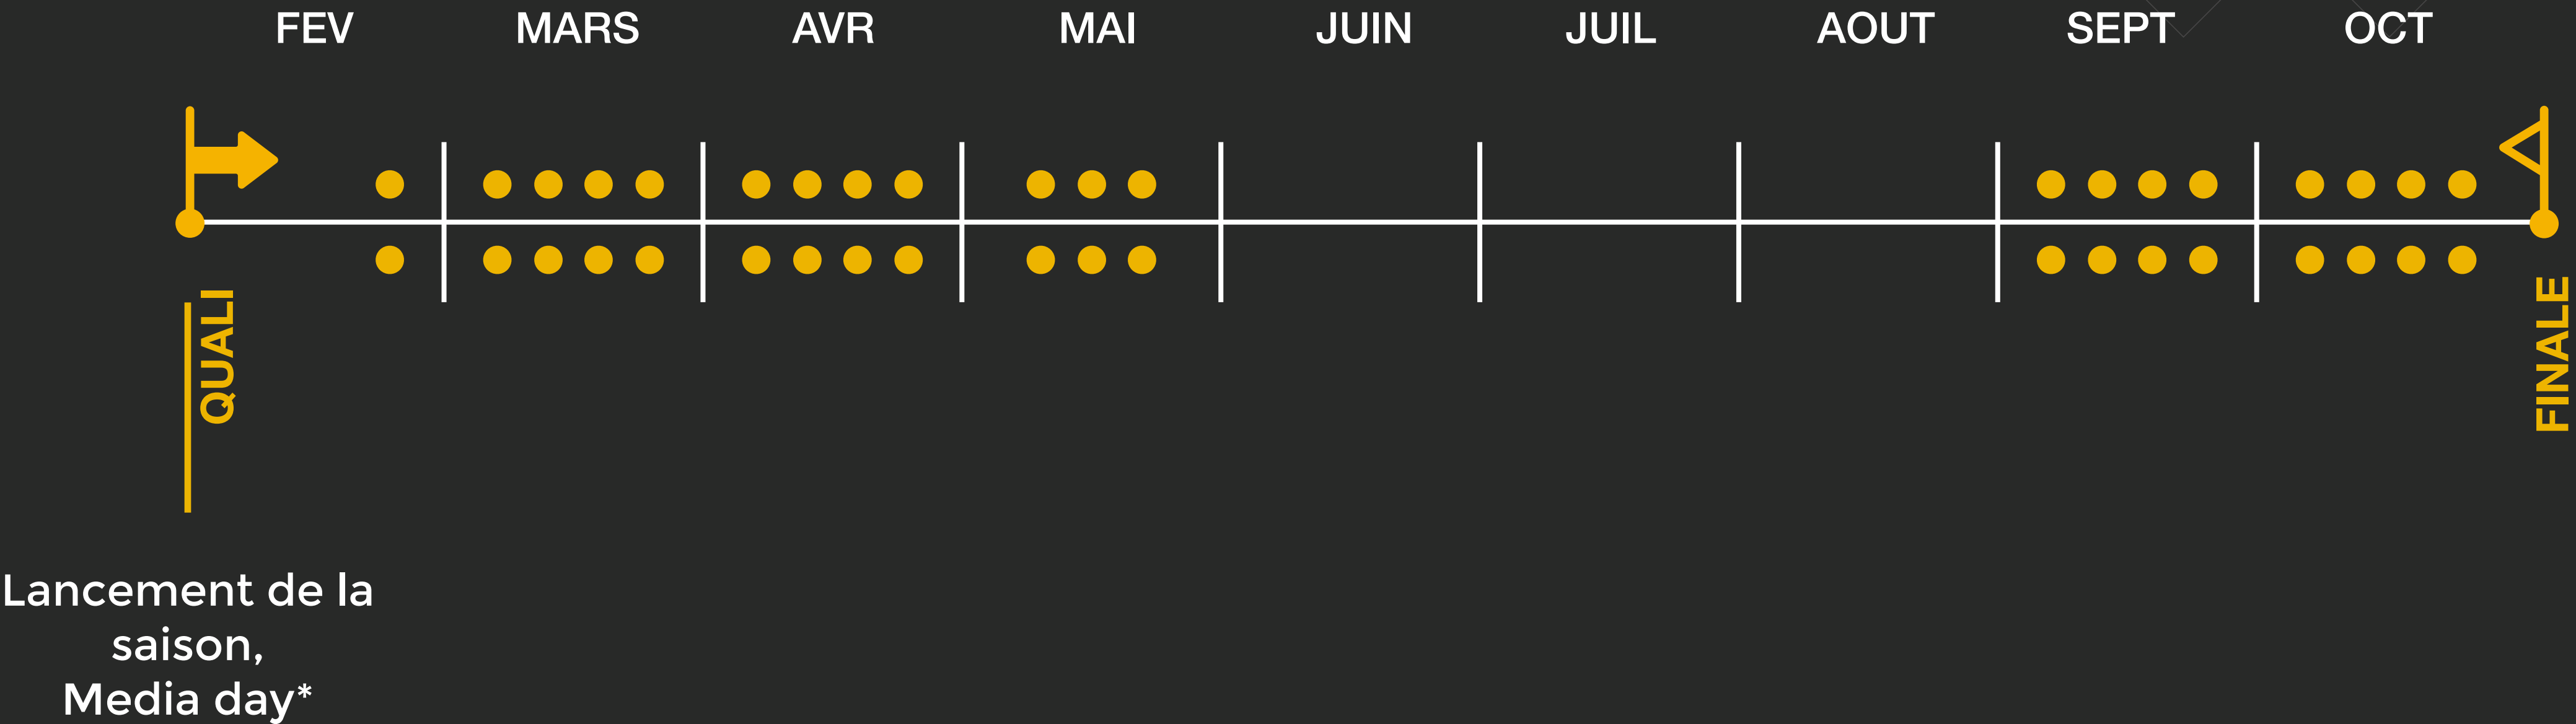 FEV MARS AVR MAI JUIN JUIL AOUT SEPT OCT
QUALI
FINALE
Lancement de la
saison,
Media day*